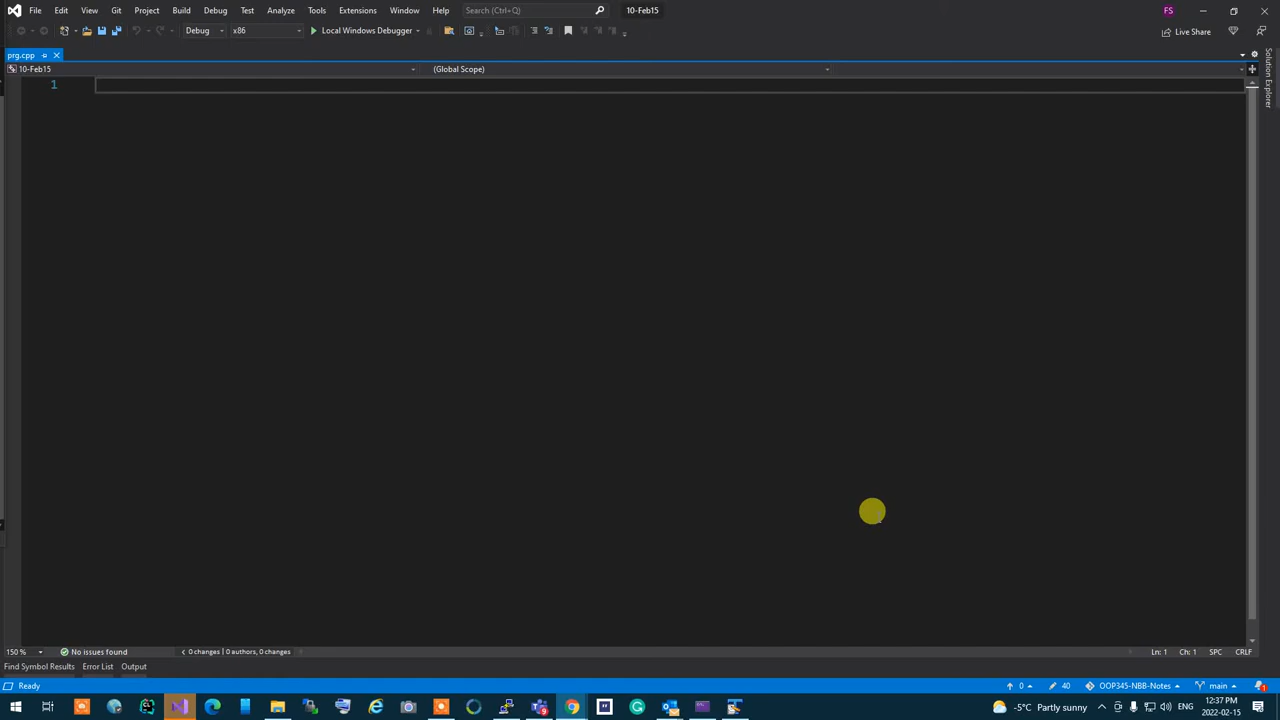 File Edit View Git Project Build Debug Test Analyze Tools Extensions Window Help Search (Ctrl+Q) 10-Feb15 FS
Debug x86 Local Windows Debugger Live Share
prg.cpp
10-Feb15 (Global Scope)
Solution Explorer
1
150 % No issues found 0 changes | 0 authors, 0 changes Ln: 1 Ch: 1 SPC CRLF
Find Symbol Results Error List Output
Ready 0 40 OOP345-NBB-Notes main 1
-5°C Partly sunny 12:37 PM
2022-02-15